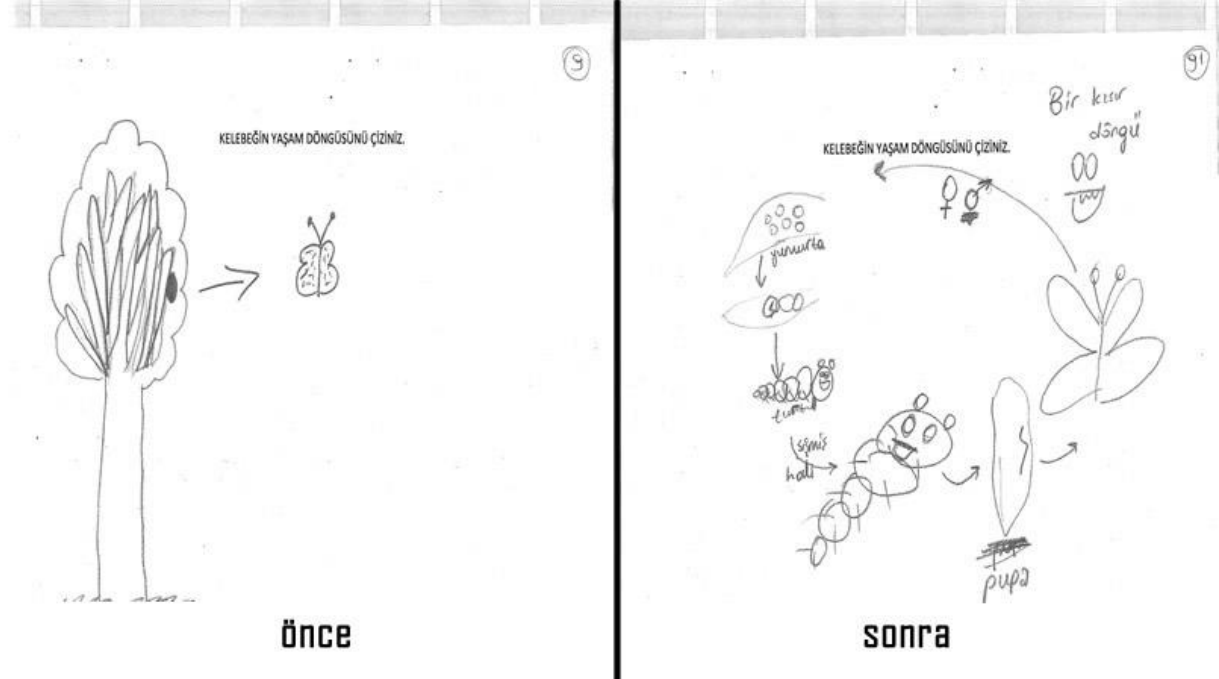 9
KELEBEĞİN YAŞAM DÖNGÜSÜNÜ ÇİZİNİZ.
önce
91
Bir kısır
döngü
KELEBEĞİN YAŞAM DÖNGÜSÜNÜ ÇİZİNİZ.
yumurta
tırtıl
şişmiş
hali
pupa
sonra